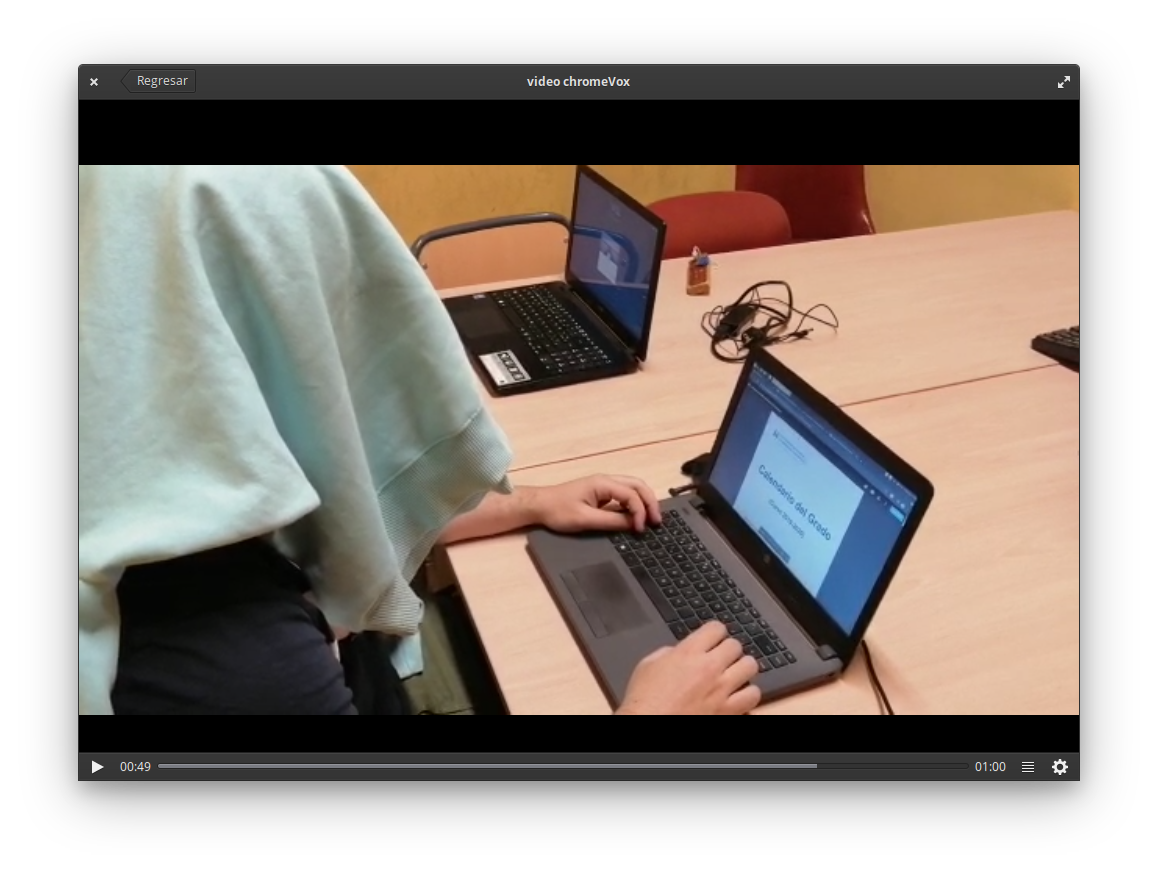 Regresar
video chromeVox
Calendario del Grado
00:49
01:00